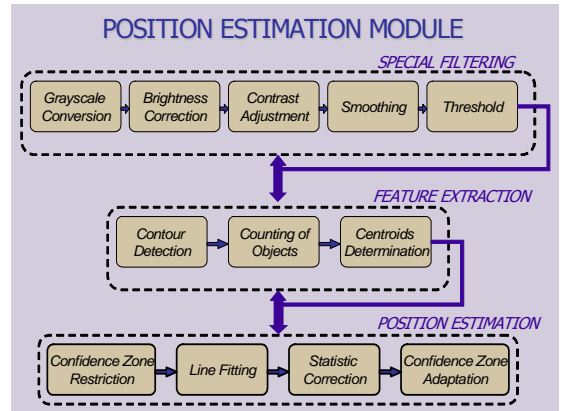 POSITION ESTIMATION MODULE
SPECIAL FILTERING
Grayscale
Conversion
Brightness
Correction
Contrast
Adjustment
Smoothing
Threshold
FEATURE EXTRACTION
Contour
Detection
Counting of
Objects
Centroids
Determination
POSITION ESTIMATION
Confidence Zone
Restriction
Line Fitting
Statistic
Correction
Confidence Zone
Adaptation